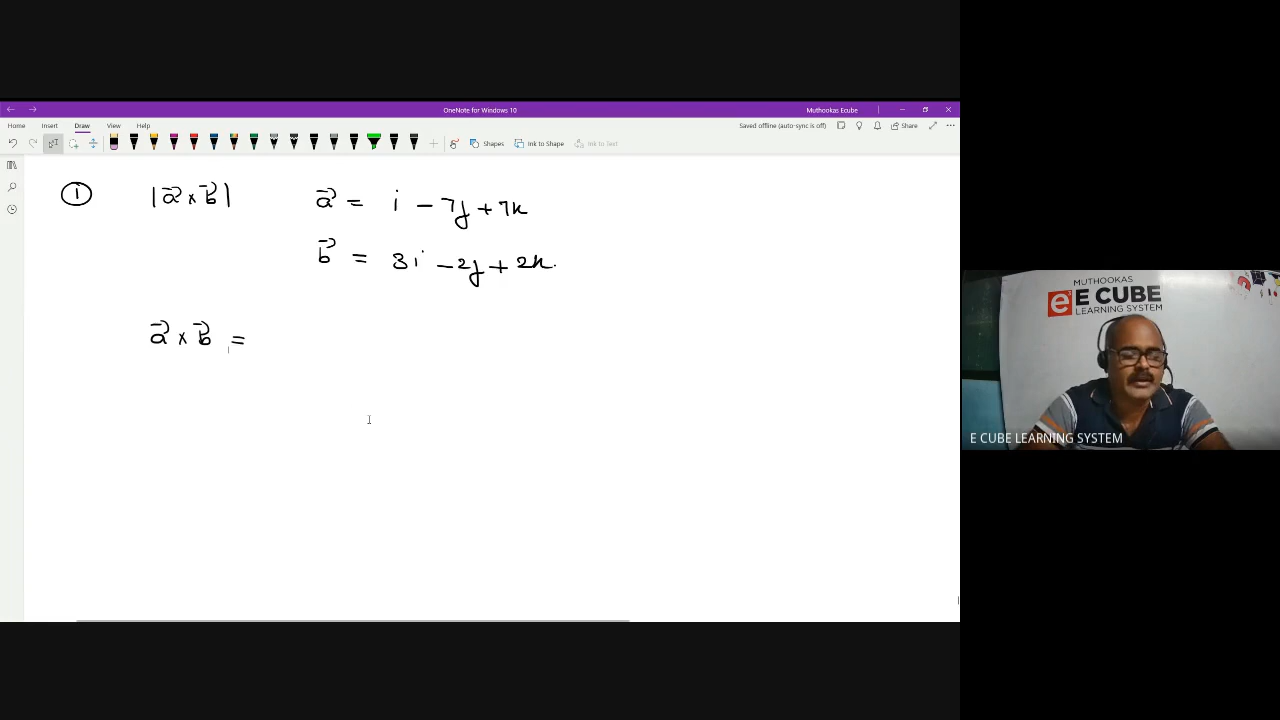 OneNote for Windows 10
Muthookas Ecube
Home Insert Draw View Help
Saved offline (auto-sync is off)
Share
Shapes
Ink to Shape
Ink to Text
① |a⃗ × b⃗| a⃗ = i − 7j + 7k
b⃗ = 3i − 2j + 2k.
a⃗ × b⃗ =
MUTHOOKAS
e³ E CUBE
LEARNING SYSTEM
E CUBE LEARNING SYSTEM